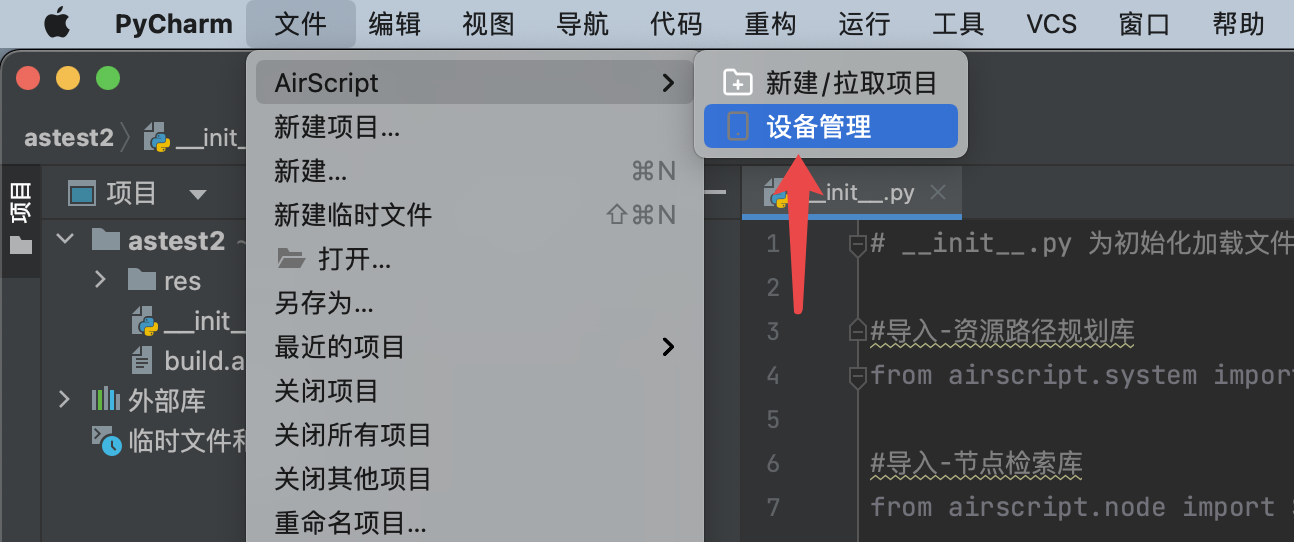 PyCharm 文件 编辑 视图 导航 代码 重构 运行 工具 VCS 窗口 帮助
AirScript
新建/拉取项目
设备管理
新建项目...
新建... ⌘N
新建临时文件 ⇧⌘N
打开...
另存为...
最近的项目
关闭项目
关闭所有项目
关闭其他项目
重命名项目...
astest2 __init_
项目
项目
astest2
res
__init_
build.a
外部库
临时文件和
_init__.py
1 # __init__.py 为初始化加载文件
2
3 #导入-资源路径规划库
4 from airscript.system impor
5
6 #导入-节点检索库
7 from airscript.node import